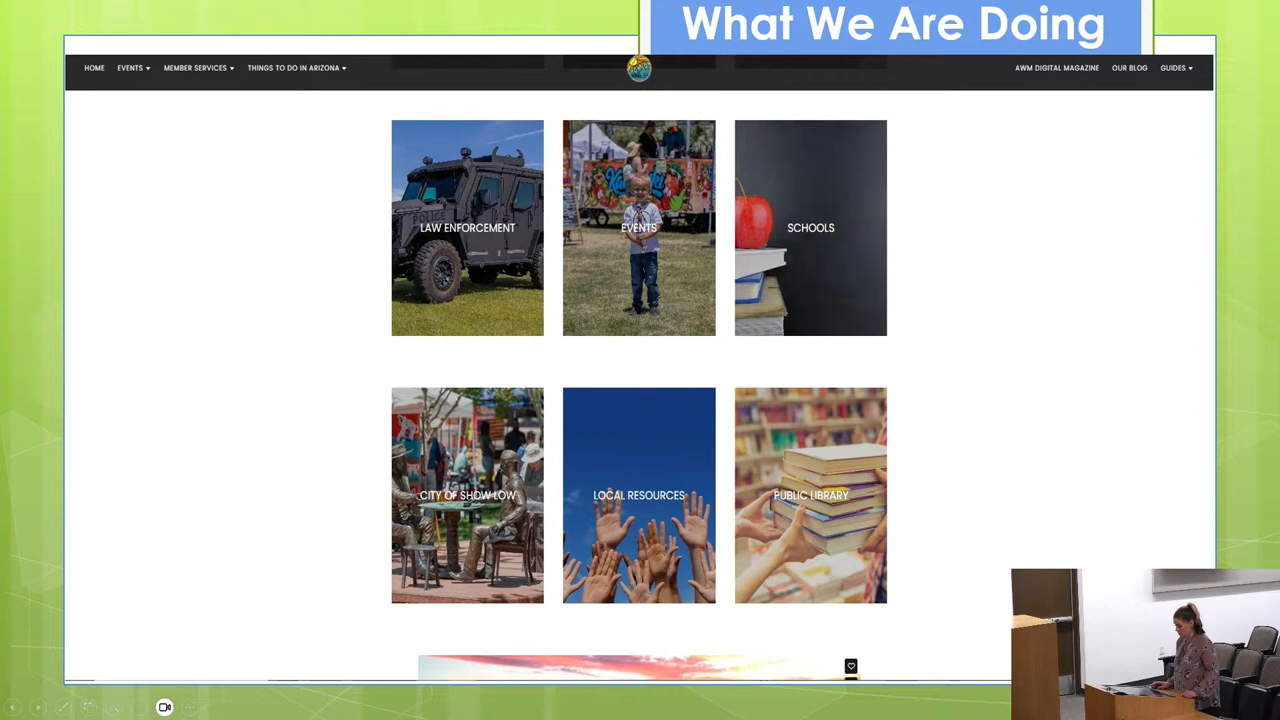 What We Are Doing
HOME EVENTS MEMBER SERVICES THINGS TO DO IN ARIZONA AWM DIGITAL MAGAZINE OUR BLOG GUIDES
POLICE
LAW ENFORCEMENT EVENTS SCHOOLS
CITY OF SHOW LOW LOCAL RESOURCES PUBLIC LIBRARY